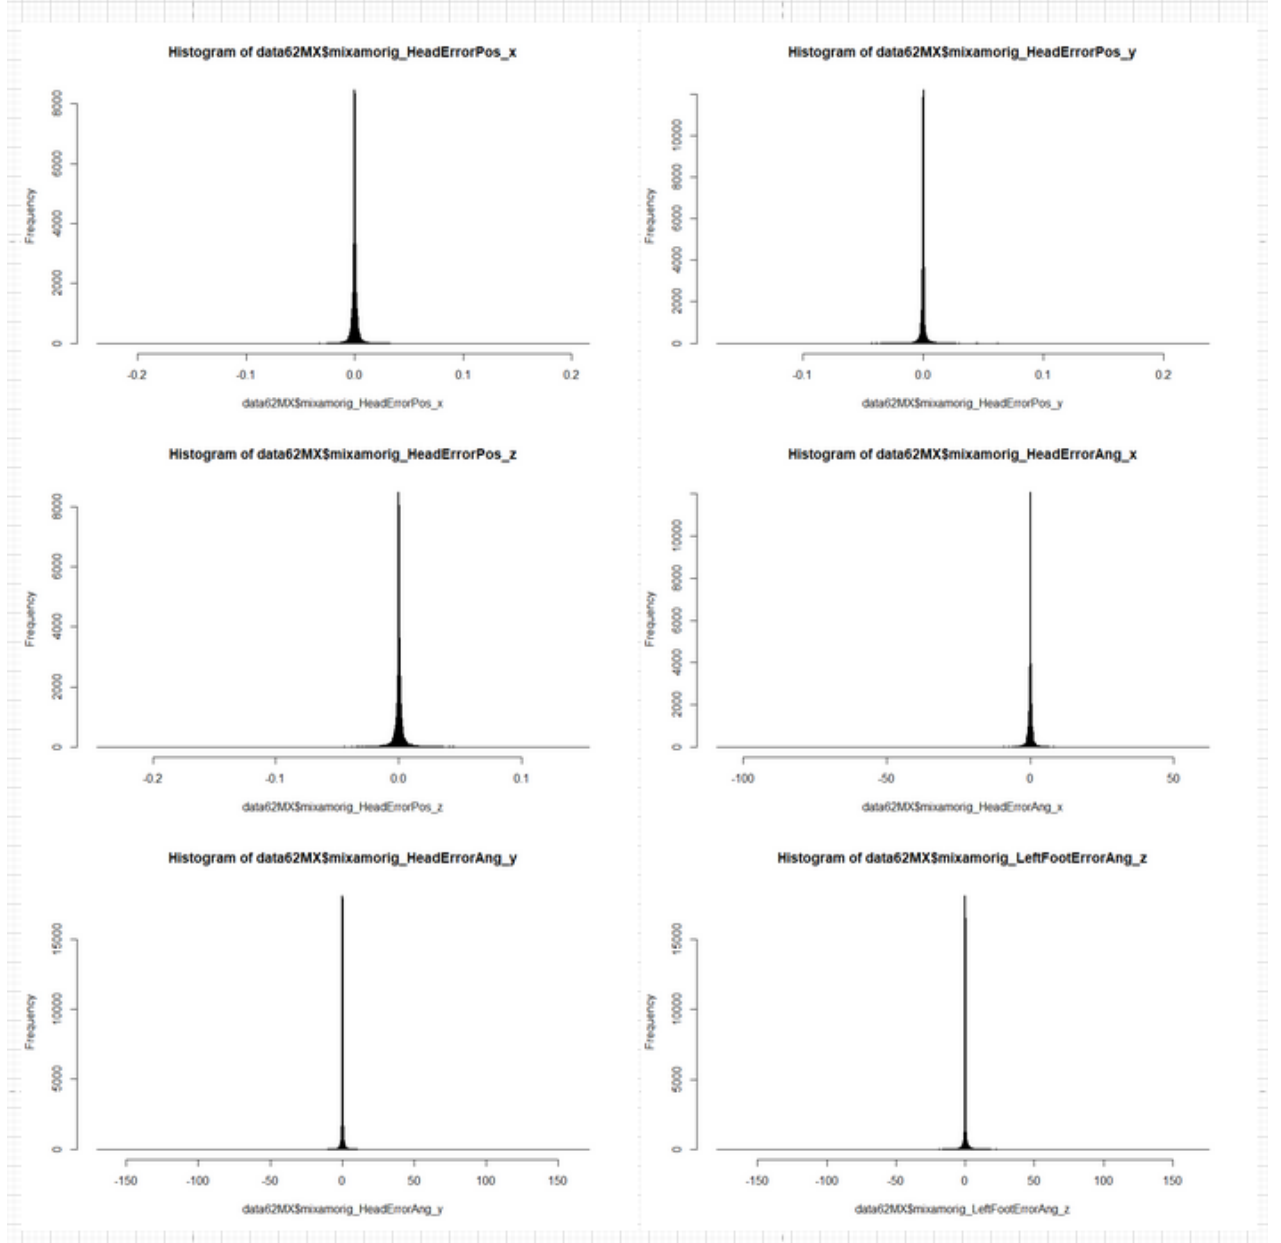 Histogram of data62MX$mixamorig_HeadErrorPos_x
Frequency
0 2000 4000 6000 8000
-0.2 -0.1 0.0 0.1 0.2
data62MX$mixamorig_HeadErrorPos_x
Histogram of data62MX$mixamorig_HeadErrorPos_y
Frequency
0 2000 4000 6000 8000 10000
-0.1 0.0 0.1 0.2
data62MX$mixamorig_HeadErrorPos_y
Histogram of data62MX$mixamorig_HeadErrorPos_z
Frequency
0 2000 4000 6000 8000
-0.2 -0.1 0.0 0.1
data62MX$mixamorig_HeadErrorPos_z
Histogram of data62MX$mixamorig_HeadErrorAng_x
Frequency
0 2000 4000 6000 8000 10000
-100 -50 0 50
data62MX$mixamorig_HeadErrorAng_x
Histogram of data62MX$mixamorig_HeadErrorAng_y
Frequency
0 5000 10000 15000
-150 -100 -50 0 50 100 150
data62MX$mixamorig_HeadErrorAng_y
Histogram of data62MX$mixamorig_LeftFootErrorAng_z
Frequency
0 5000 10000 15000
-150 -100 -50 0 50 100 150
data62MX$mixamorig_LeftFootErrorAng_z